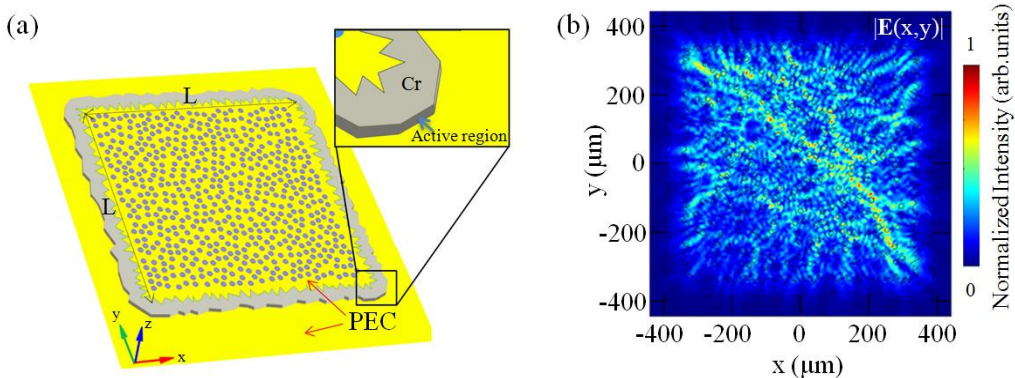 (a)
L
L
Cr
Active region
PEC
y
z
x
(b)
|E(x,y)|
400
200
0
-200
-400
y (μm)
-400 -200 0 200 400
x (μm)
1
0
Normalized Intensity (arb.units)